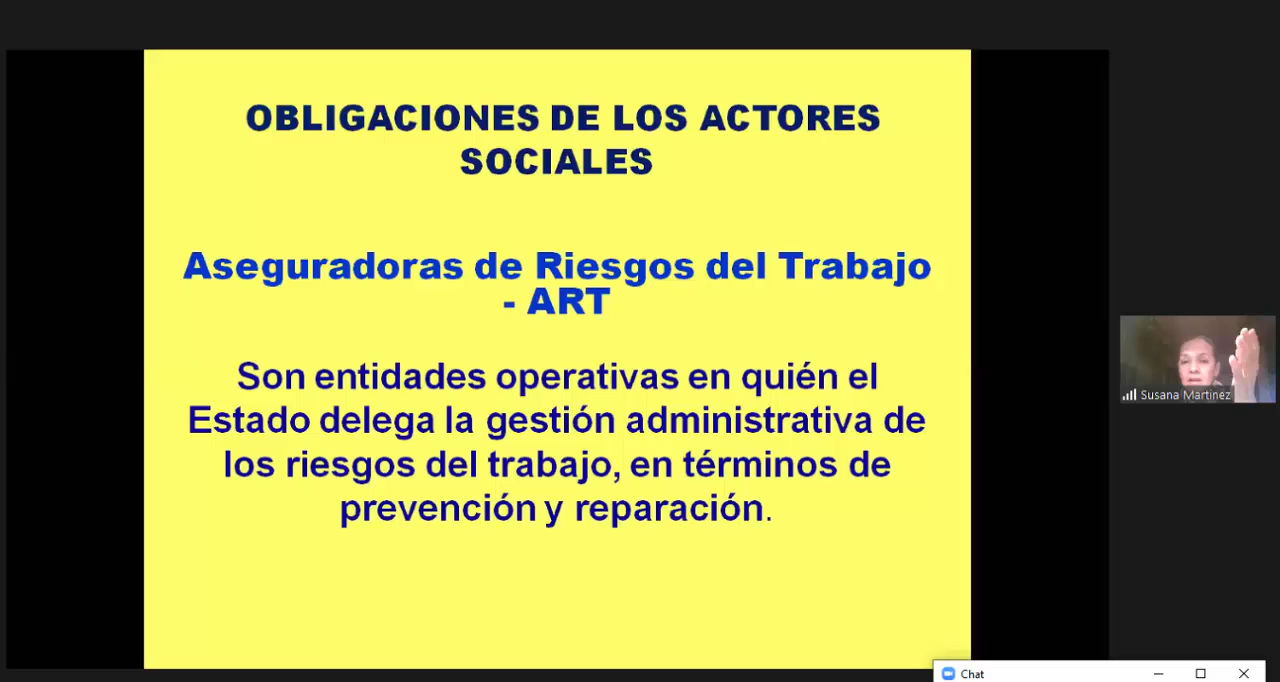 OBLIGACIONES DE LOS ACTORES
SOCIALES
Aseguradoras de Riesgos del Trabajo
- ART
Son entidades operativas en quién el
Estado delega la gestión administrativa de
los riesgos del trabajo, en términos de
prevención y reparación.
Susana Martinez
Chat